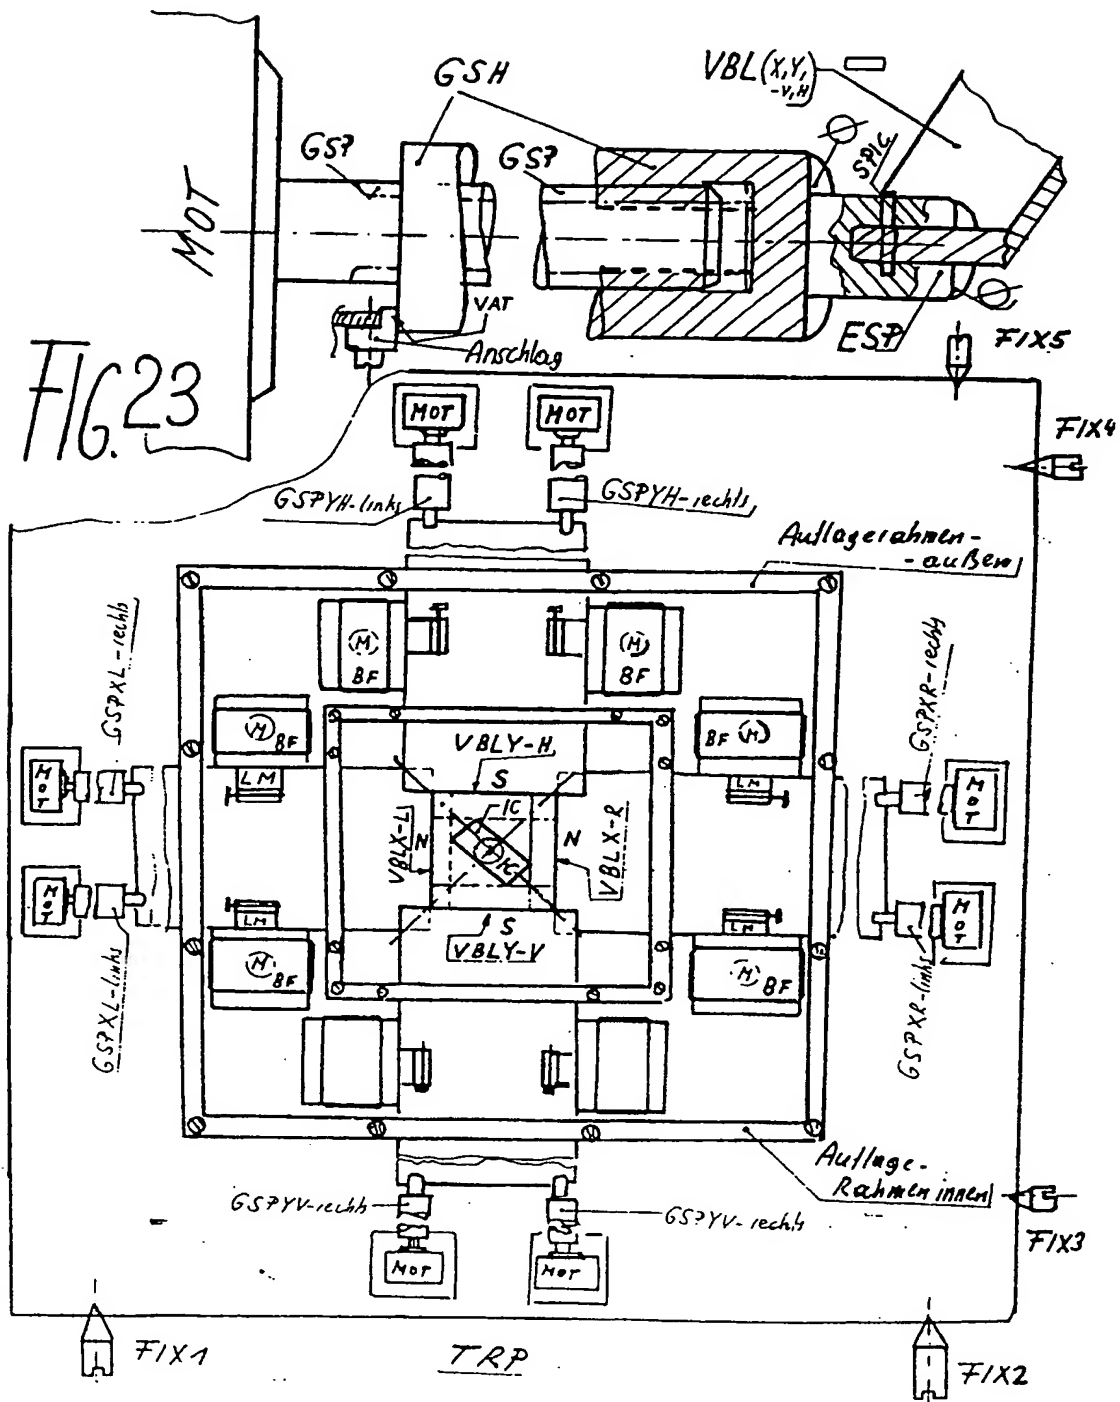 GSH
VBL (X,Y,
-V,H)
GSP
GSP
SPIG
MOT
VAT
Anschlag
ESP
FIX5
FIG. 23
MOT
MOT
FIX4
GSPYH-links
GSPYH-rechts
Auflagerahmen-
-außen
GSPXL-rechts
M
BF
M
BF
GSPXR-rechts
M
BF
BF M
VBLY-H
MOT
LM
S
LM
MOT
IC
VBLX-L
N
IC
N
VBLX-R
MOT
LM
S
LM
MOT
VBLY-V
M
BF
M
BF
GSPXL-links
GSPXR-links
Auflage-
Rahmen innen
GSPYV-rechts
GSPYV-rechts
FIX3
MOT
MOT
FIX1
TRP
FIX2